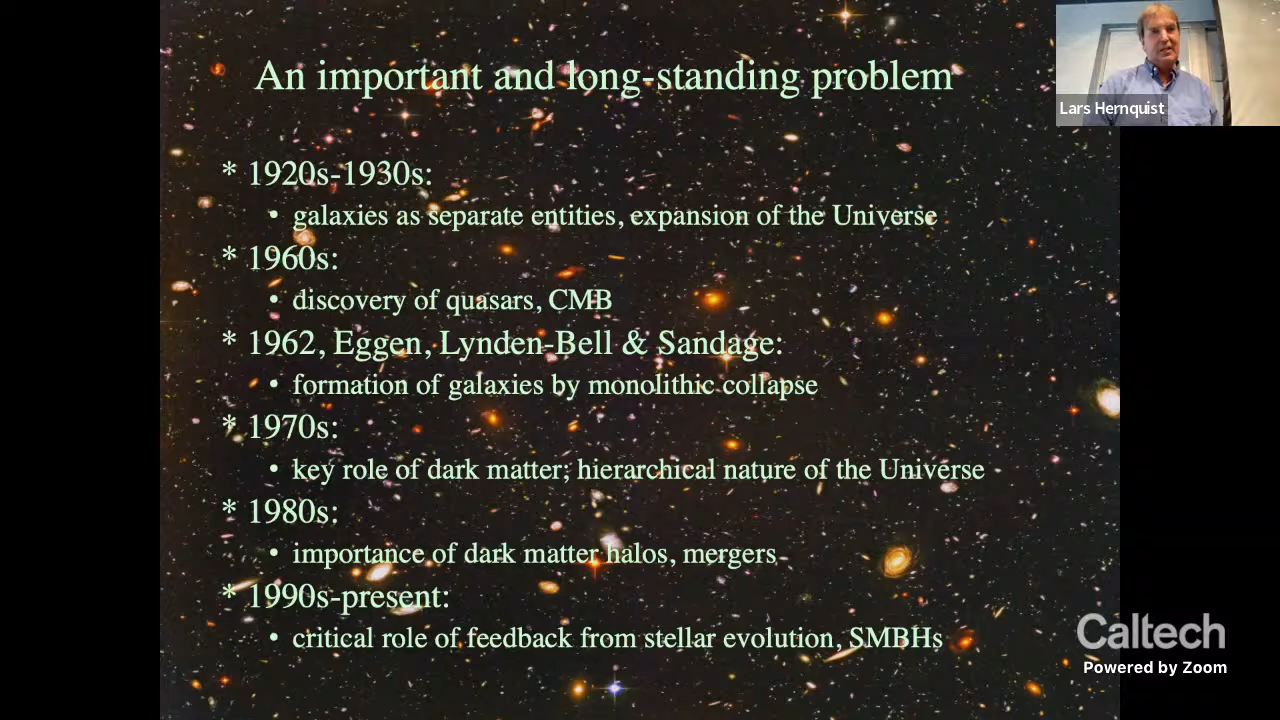 An important and long-standing problem
Lars Hernquist
* 1920s-1930s:
• galaxies as separate entities, expansion of the Universe
* 1960s:
• discovery of quasars, CMB
* 1962, Eggen, Lynden-Bell & Sandage:
• formation of galaxies by monolithic collapse
* 1970s:
• key role of dark matter; hierarchical nature of the Universe
* 1980s:
• importance of dark matter halos, mergers
* 1990s-present:
• critical role of feedback from stellar evolution, SMBHs
Caltech
Powered by Zoom